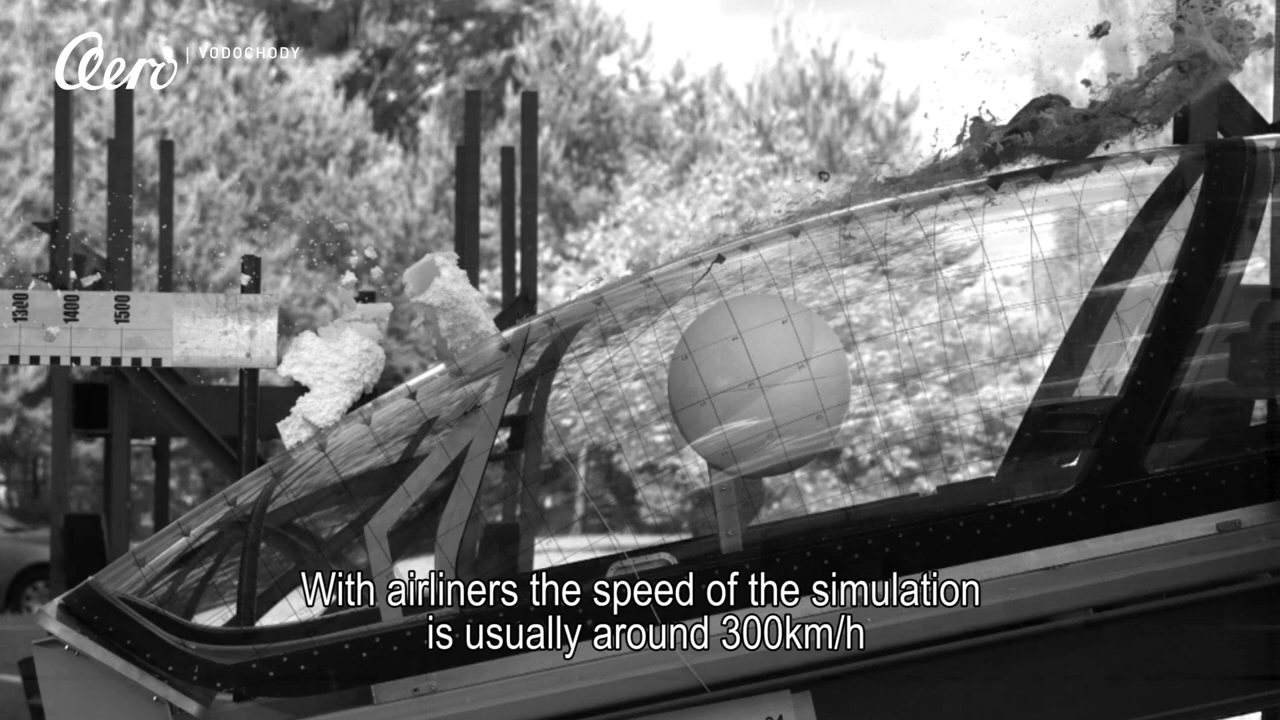 Aero | VODOCHODY
1300 1400 1500
With airliners the speed of the simulation
is usually around 300km/h